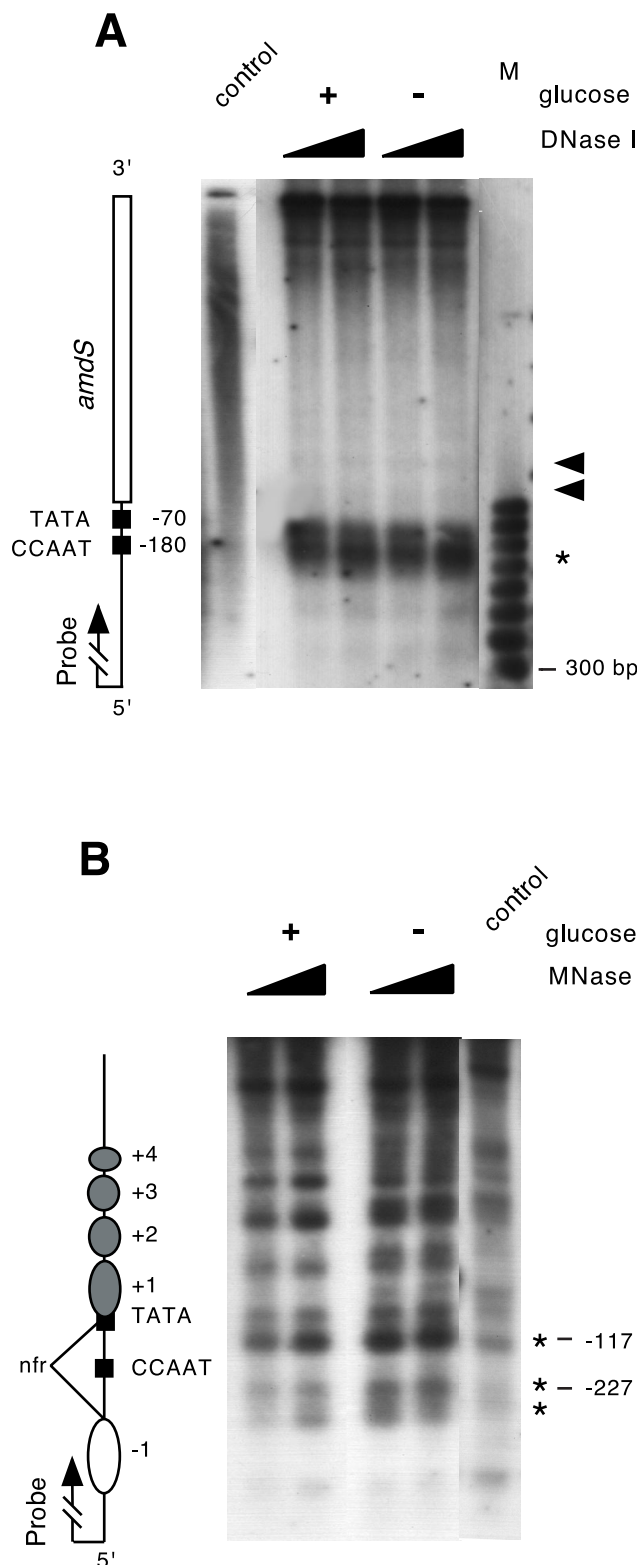 A
control
+ - M glucose
DNase I
3'
amdS
TATA -70
CCAAT -180
*
Probe
300 bp
5'
B
control
+ - glucose
MNase
+4
+3
+2
+1
TATA
* – -117
nfr CCAAT
* – -227
*
-1
Probe
5'